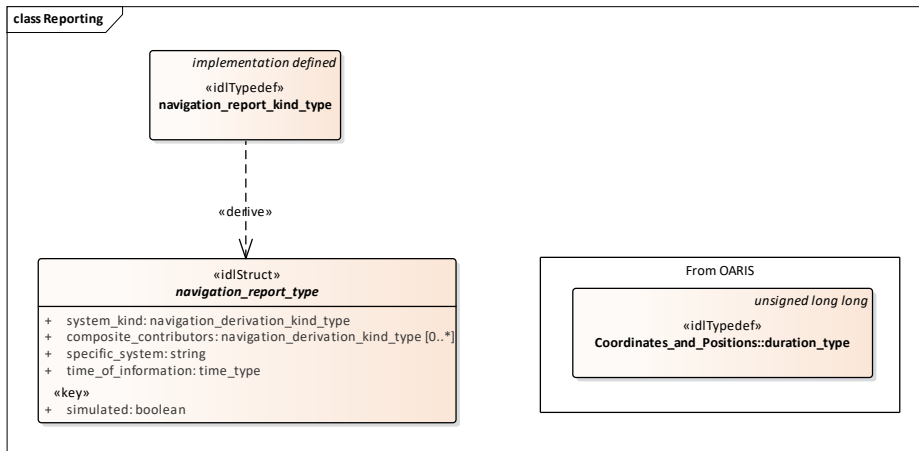 class Reporting
implementation defined
«idlTypedef»
navigation_report_kind_type
«derive»
«idlStruct»
navigation_report_type
+ system_kind: navigation_derivation_kind_type
+ composite_contributors: navigation_derivation_kind_type [0..*]
+ specific_system: string
+ time_of_information: time_type
«key»
+ simulated: boolean
From OARIS
unsigned long long
«idlTypedef»
Coordinates_and_Positions::duration_type